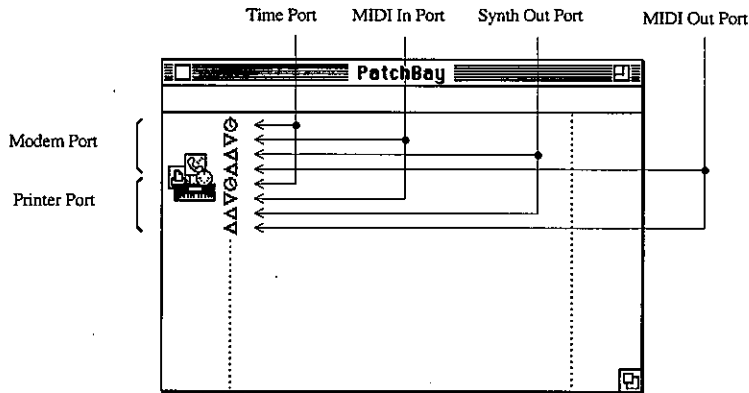 Time Port
MIDI In Port
Synth Out Port
MIDI Out Port
PatchBay
Modem Port
Printer Port